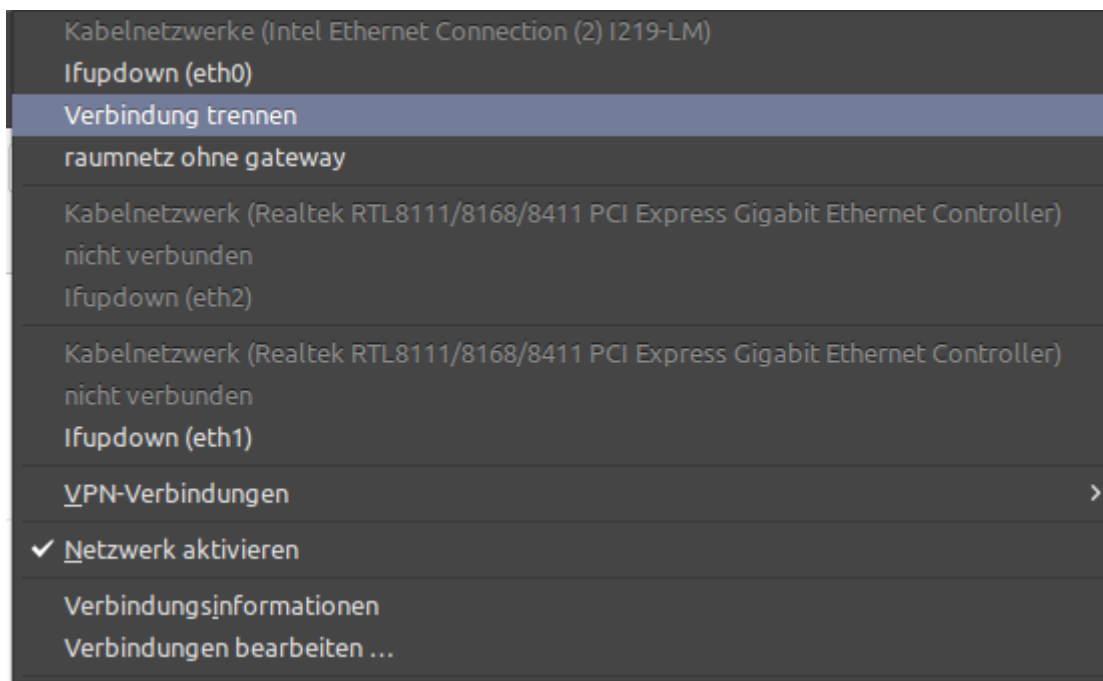 Kabelnetzwerke (Intel Ethernet Connection (2) I219-LM)
Ifupdown (eth0)
Verbindung trennen
raumnetz ohne gateway
Kabelnetzwerk (Realtek RTL8111/8168/8411 PCI Express Gigabit Ethernet Controller)
nicht verbunden
Ifupdown (eth2)
Kabelnetzwerk (Realtek RTL8111/8168/8411 PCI Express Gigabit Ethernet Controller)
nicht verbunden
Ifupdown (eth1)
VPN-Verbindungen
Netzwerk aktivieren
Verbindungsinformationen
Verbindungen bearbeiten …